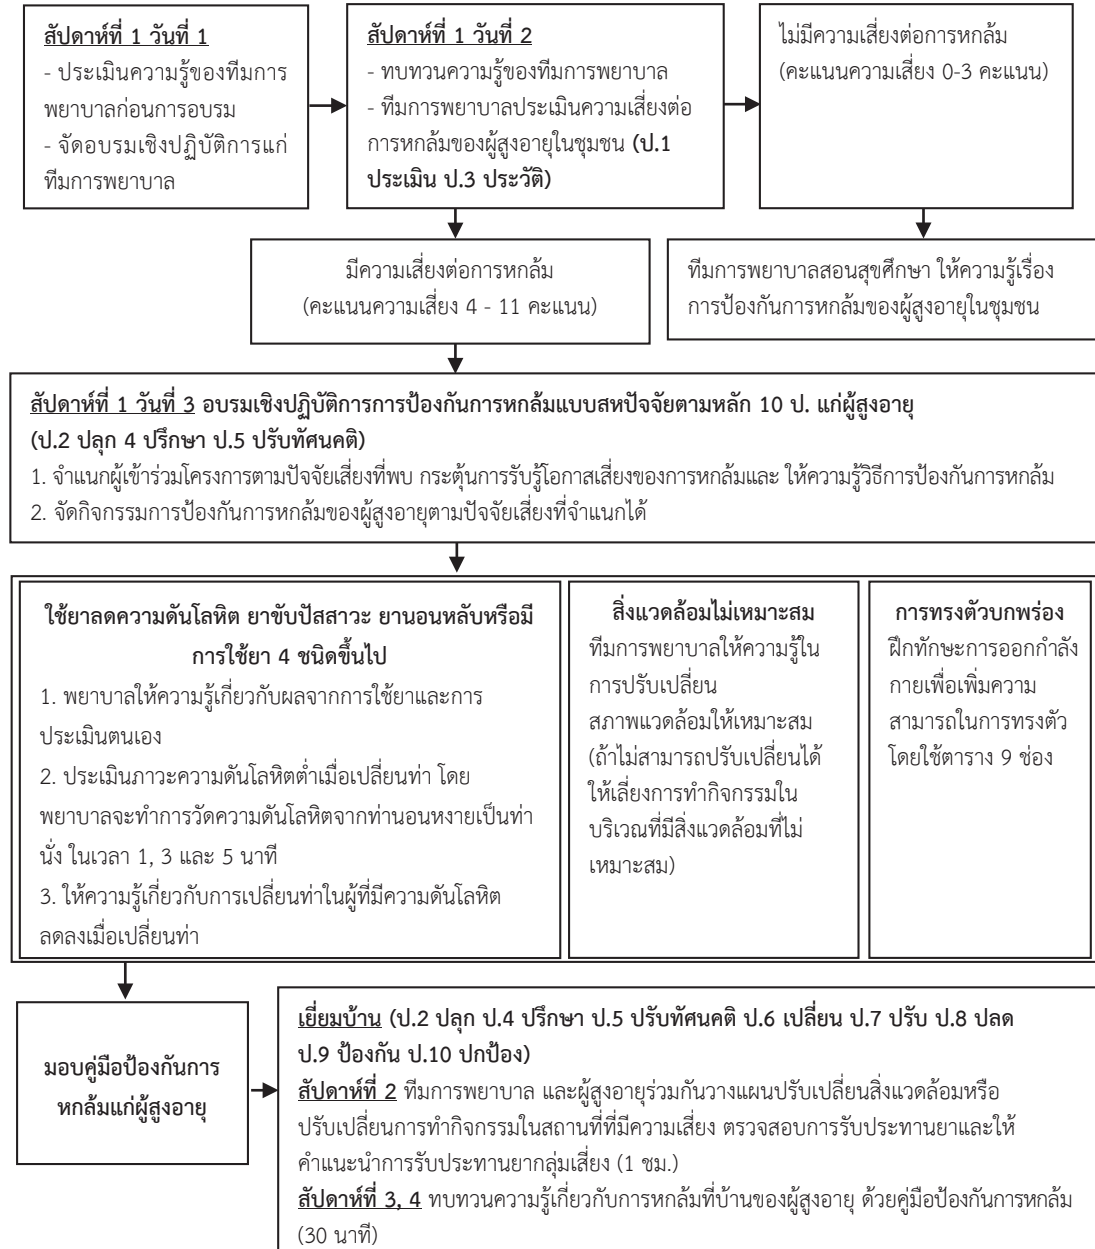 สัปดาห์ที่ 1 วันที่ 1
- ประเมินความรู้ของทีมการ
พยาบาลก่อนการอบรม
- จัดอบรมเชิงปฏิบัติการแก่
ทีมการพยาบาล
สัปดาห์ที่ 1 วันที่ 2
- ทบทวนความรู้ของทีมการพยาบาล
- ทีมการพยาบาลประเมินความเสี่ยงต่อ
การหกล้มของผู้สูงอายุในชุมชน (ป.1
ประเมิน ป.3 ประวัติ)
ไม่มีความเสี่ยงต่อการหกล้ม
(คะแนนความเสี่ยง 0-3 คะแนน)
มีความเสี่ยงต่อการหกล้ม
(คะแนนความเสี่ยง 4 - 11 คะแนน)
ทีมการพยาบาลสอนสุขศึกษา ให้ความรู้เรื่อง
การป้องกันการหกล้มของผู้สูงอายุในชุมชน
สัปดาห์ที่ 1 วันที่ 3 อบรมเชิงปฏิบัติการการป้องกันการหกล้มแบบสหปัจจัยตามหลัก 10 ป. แก่ผู้สูงอายุ
(ป.2 ปลุก 4 ปรึกษา ป.5 ปรับทัศนคติ)
1. จำแนกผู้เข้าร่วมโครงการตามปัจจัยเสี่ยงที่พบ กระตุ้นการรับรู้โอกาสเสี่ยงของการหกล้มและ ให้ความรู้วิธีการป้องกันการหกล้ม
2. จัดกิจกรรมการป้องกันการหกล้มของผู้สูงอายุตามปัจจัยเสี่ยงที่จำแนกได้
ใช้ยาลดความดันโลหิต ยาขับปัสสาวะ ยานอนหลับหรือมี
การใช้ยา 4 ชนิดขึ้นไป
1. พยาบาลให้ความรู้เกี่ยวกับผลจากการใช้ยาและการ
ประเมินตนเอง
2. ประเมินภาวะความดันโลหิตต่ำเมื่อเปลี่ยนท่า โดย
พยาบาลจะทำการวัดความดันโลหิตจากท่านอนหงายเป็นท่า
นั่ง ในเวลา 1, 3 และ 5 นาที
3. ให้ความรู้เกี่ยวกับการเปลี่ยนท่าในผู้ที่มีความดันโลหิต
ลดลงเมื่อเปลี่ยนท่า
สิ่งแวดล้อมไม่เหมาะสม
ทีมการพยาบาลให้ความรู้ใน
การปรับเปลี่ยน
สภาพแวดล้อมให้เหมาะสม
(ถ้าไม่สามารถปรับเปลี่ยนได้
ให้เลี่ยงการทำกิจกรรมใน
บริเวณที่มีสิ่งแวดล้อมที่ไม่
เหมาะสม)
การทรงตัวบกพร่อง
ฝึกทักษะการออกกำลัง
กายเพื่อเพิ่มความ
สามารถในการทรงตัว
โดยใช้ตาราง 9 ช่อง
มอบคู่มือป้องกันการ
หกล้มแก่ผู้สูงอายุ
เยี่ยมบ้าน (ป.2 ปลุก ป.4 ปรึกษา ป.5 ปรับทัศนคติ ป.6 เปลี่ยน ป.7 ปรับ ป.8 ปลด
ป.9 ป้องกัน ป.10 ปกป้อง)
สัปดาห์ที่ 2 ทีมการพยาบาล และผู้สูงอายุร่วมกันวางแผนปรับเปลี่ยนสิ่งแวดล้อมหรือ
ปรับเปลี่ยนการทำกิจกรรมในสถานที่ที่มีความเสี่ยง ตรวจสอบการรับประทานยาและให้
คำแนะนำการรับประทานยากลุ่มเสี่ยง (1 ชม.)
สัปดาห์ที่ 3, 4 ทบทวนความรู้เกี่ยวกับการหกล้มที่บ้านของผู้สูงอายุ ด้วยคู่มือป้องกันการหกล้ม
(30 นาที)